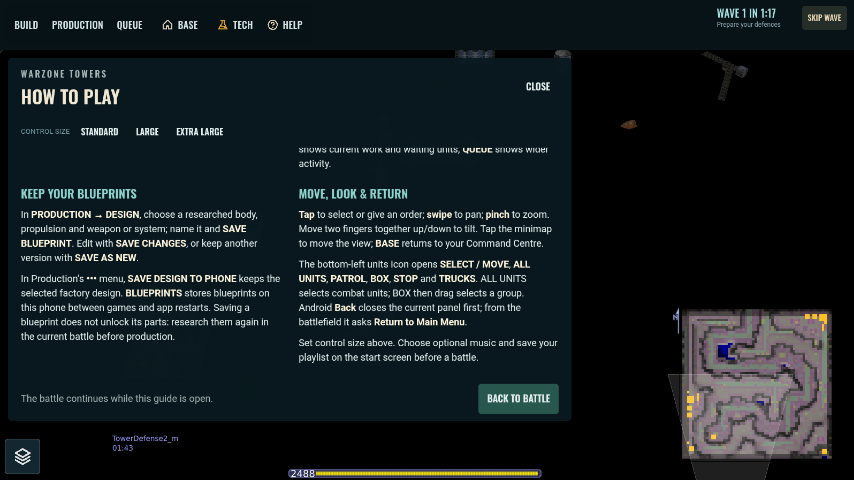 BUILD PRODUCTION QUEUE BASE TECH HELP
WAVE 1 IN 1:17
Prepare your defences
SKIP WAVE
WARZONE TOWERS
HOW TO PLAY
CLOSE
CONTROL SIZE STANDARD LARGE EXTRA LARGE
shows current work and waiting units, QUEUE shows wider
activity.
KEEP YOUR BLUEPRINTS
In PRODUCTION → DESIGN, choose a researched body,
propulsion and weapon or system; name it and SAVE
BLUEPRINT. Edit with SAVE CHANGES, or keep another
version with SAVE AS NEW.
In Production's ••• menu, SAVE DESIGN TO PHONE keeps the
selected factory design. BLUEPRINTS stores blueprints on
this phone between games and app restarts. Saving a
blueprint does not unlock its parts: research them again in
the current battle before production.
MOVE, LOOK & RETURN
Tap to select or give an order; swipe to pan; pinch to zoom.
Move two fingers together up/down to tilt. Tap the minimap
to move the view; BASE returns to your Command Centre.
The bottom-left units icon opens SELECT / MOVE, ALL
UNITS, PATROL, BOX, STOP and TRUCKS. ALL UNITS
selects combat units; BOX then drag selects a group.
Android Back closes the current panel first; from the
battlefield it asks Return to Main Menu.
Set control size above. Choose optional music and save your
playlist on the start screen before a battle.
The battle continues while this guide is open.
BACK TO BATTLE
TowerDefense2_m
01:43
2488